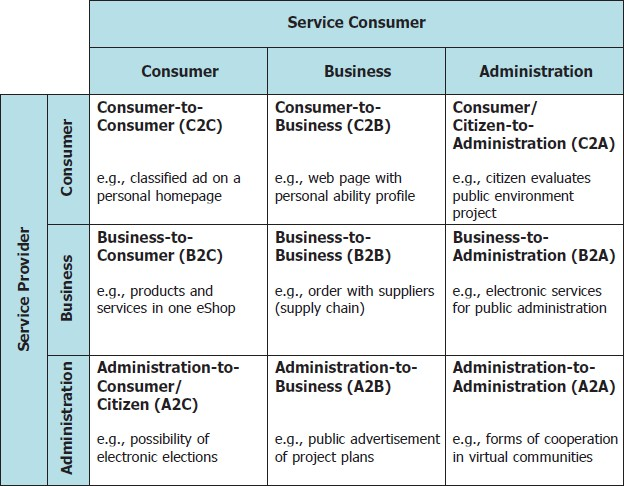 Service Consumer
Consumer
Business
Administration
Service Provider
Consumer
Consumer-to-
Consumer (C2C)
e.g., classified ad on a
personal homepage
Consumer-to-
Business (C2B)
e.g., web page with
personal ability profile
Consumer/
Citizen-to-
Administration (C2A)
e.g., citizen evaluates
public environment
project
Business
Business-to-
Consumer (B2C)
e.g., products and
services in one eShop
Business-to-
Business (B2B)
e.g., order with suppliers
(supply chain)
Business-to-
Administration (B2A)
e.g., electronic services
for public administration
Administration
Administration-to-
Consumer/
Citizen (A2C)
e.g., possibility of
electronic elections
Administration-to-
Business (A2B)
e.g., public advertisement
of project plans
Administration-to-
Administration (A2A)
e.g., forms of cooperation
in virtual communities